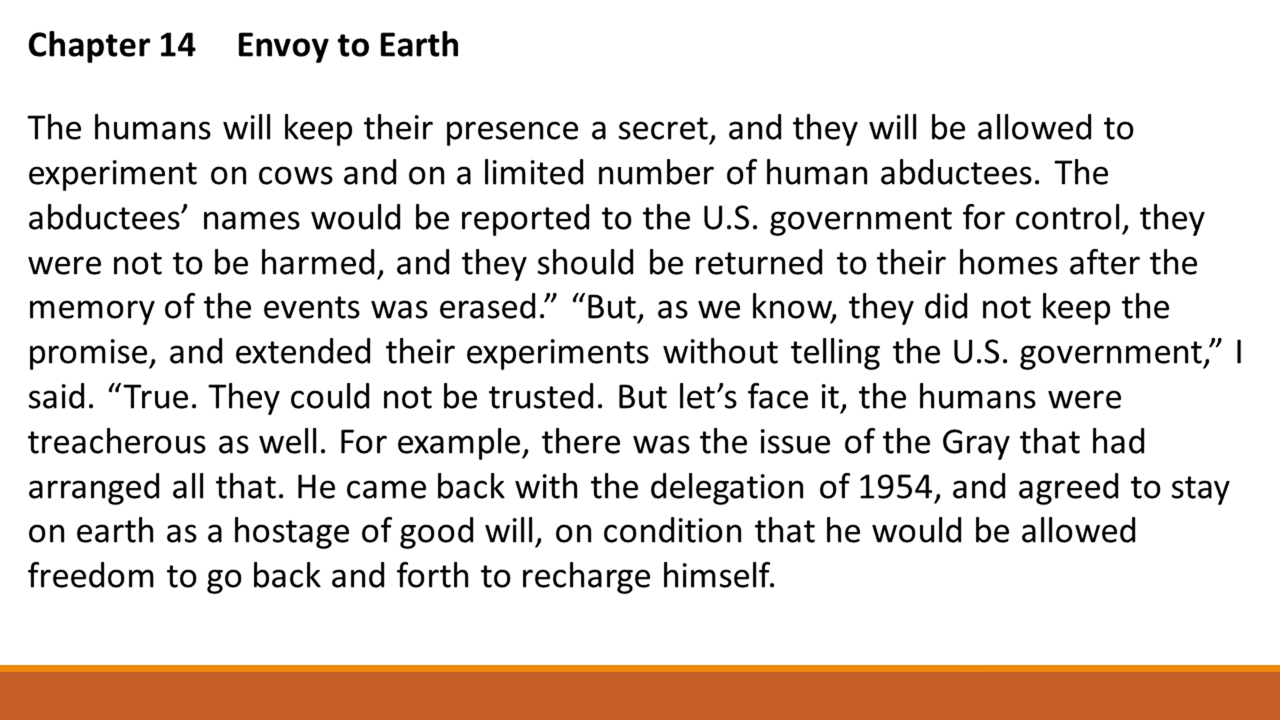 Chapter 14 Envoy to Earth
The humans will keep their presence a secret, and they will be allowed to
experiment on cows and on a limited number of human abductees. The
abductees’ names would be reported to the U.S. government for control, they
were not to be harmed, and they should be returned to their homes after the
memory of the events was erased.” “But, as we know, they did not keep the
promise, and extended their experiments without telling the U.S. government,” I
said. “True. They could not be trusted. But let’s face it, the humans were
treacherous as well. For example, there was the issue of the Gray that had
arranged all that. He came back with the delegation of 1954, and agreed to stay
on earth as a hostage of good will, on condition that he would be allowed
freedom to go back and forth to recharge himself.